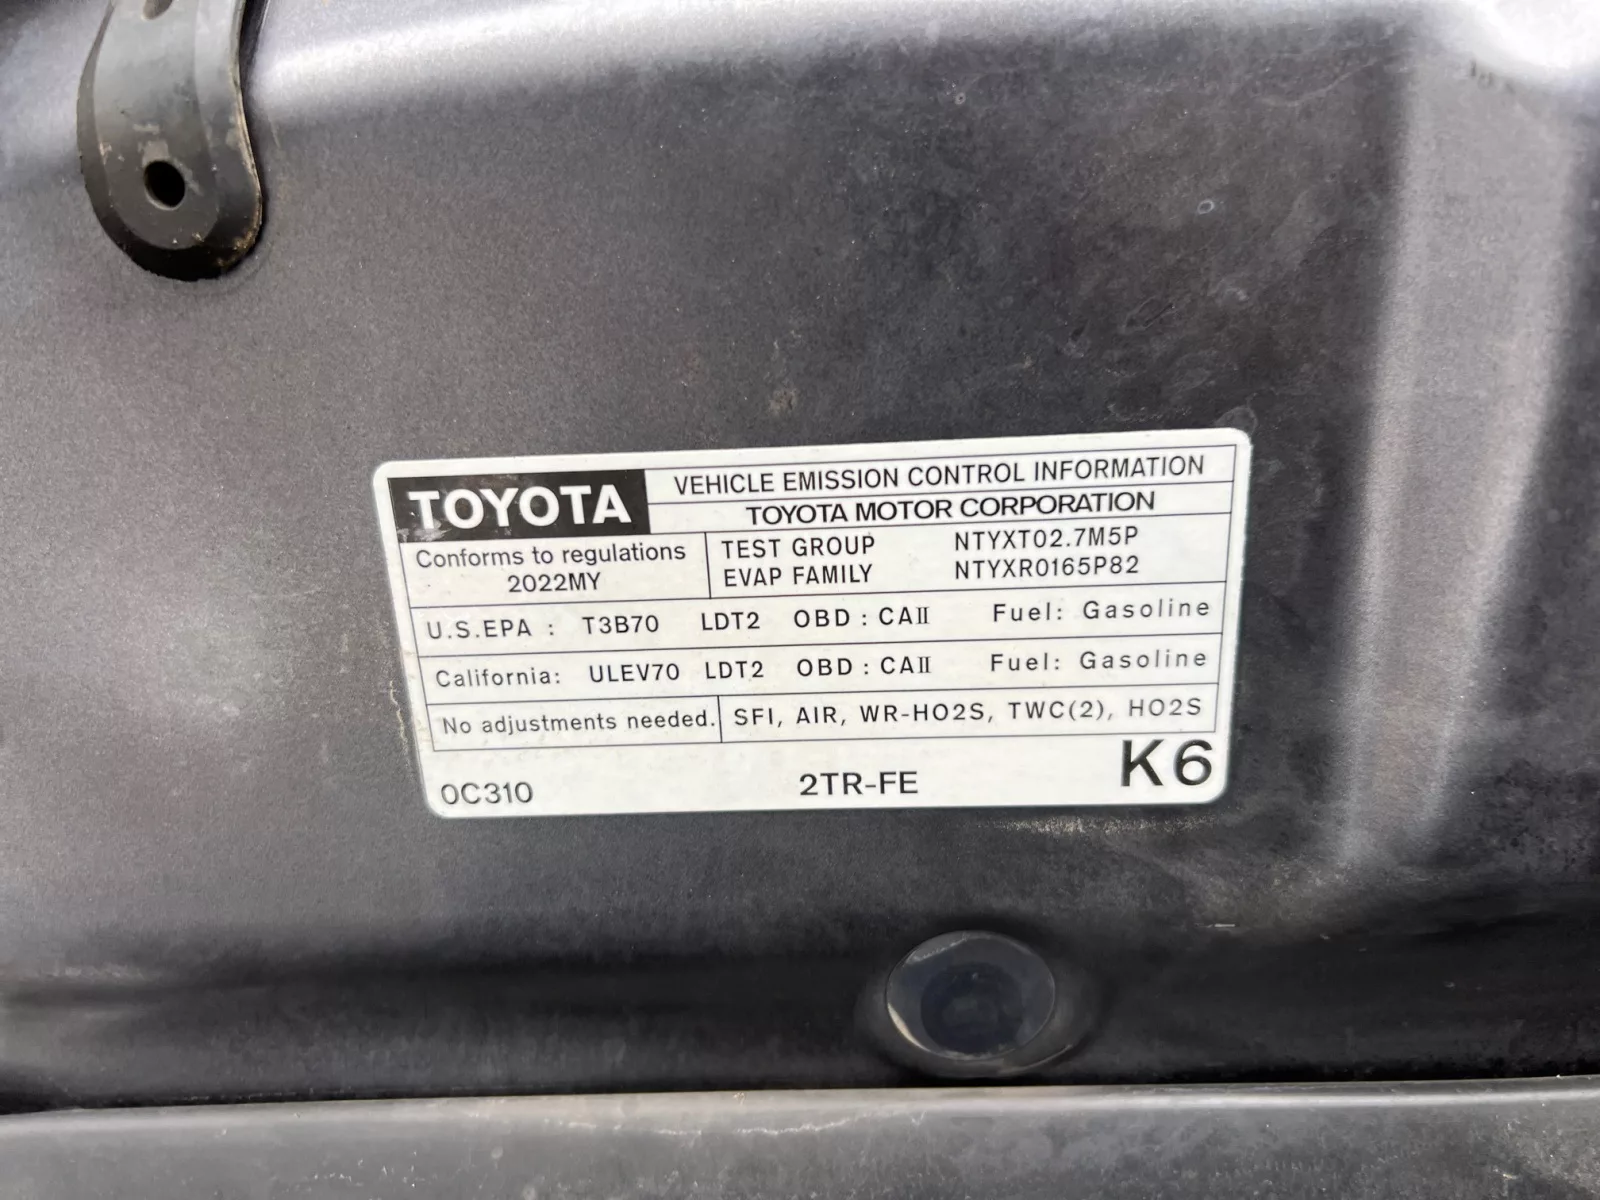 TOYOTA
VEHICLE EMISSION CONTROL INFORMATION
TOYOTA MOTOR CORPORATION
Conforms to regulations
2022MY
TEST GROUP NTYXT02.7M5P
EVAP FAMILY NTYXR0165P82
U.S.EPA : T3B70 LDT2 OBD : CAII Fuel: Gasoline
California: ULEV70 LDT2 OBD : CAII Fuel: Gasoline
No adjustments needed. SFI, AIR, WR-HO2S, TWC(2), HO2S
0C310 2TR-FE K6